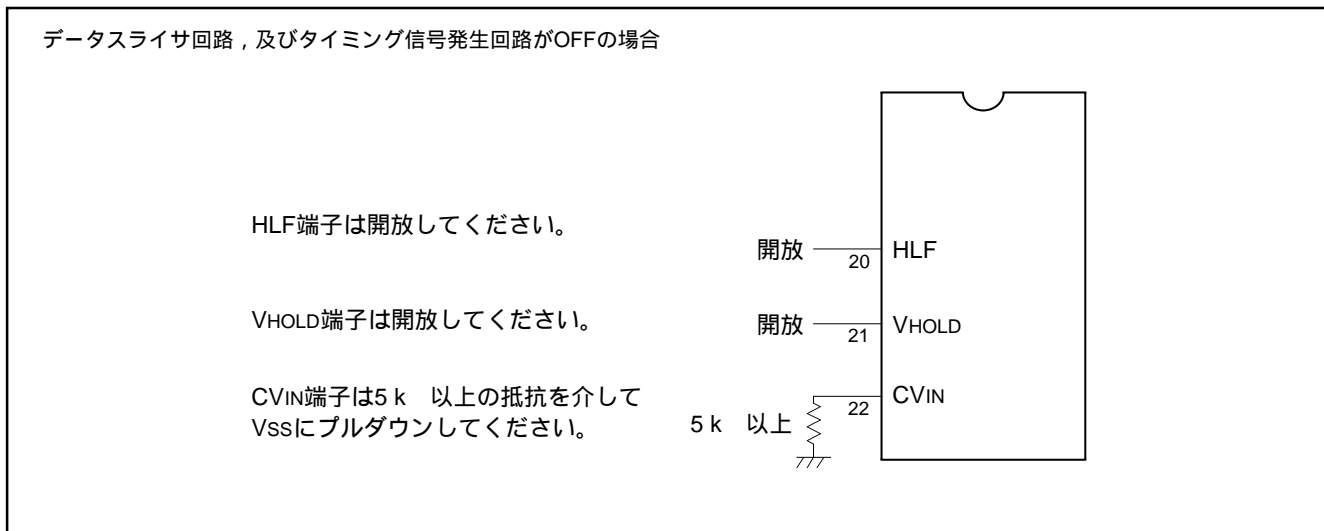 データスライサ回路，及びタイミング信号発生回路がOFFの場合
HLF端子は開放してください。
開放
20
HLF
VHOLD端子は開放してください。
開放
21
VHOLD
CVIN端子は5 k　以上の抵抗を介して
VSSにプルダウンしてください。
5 k　以上
22
CVIN